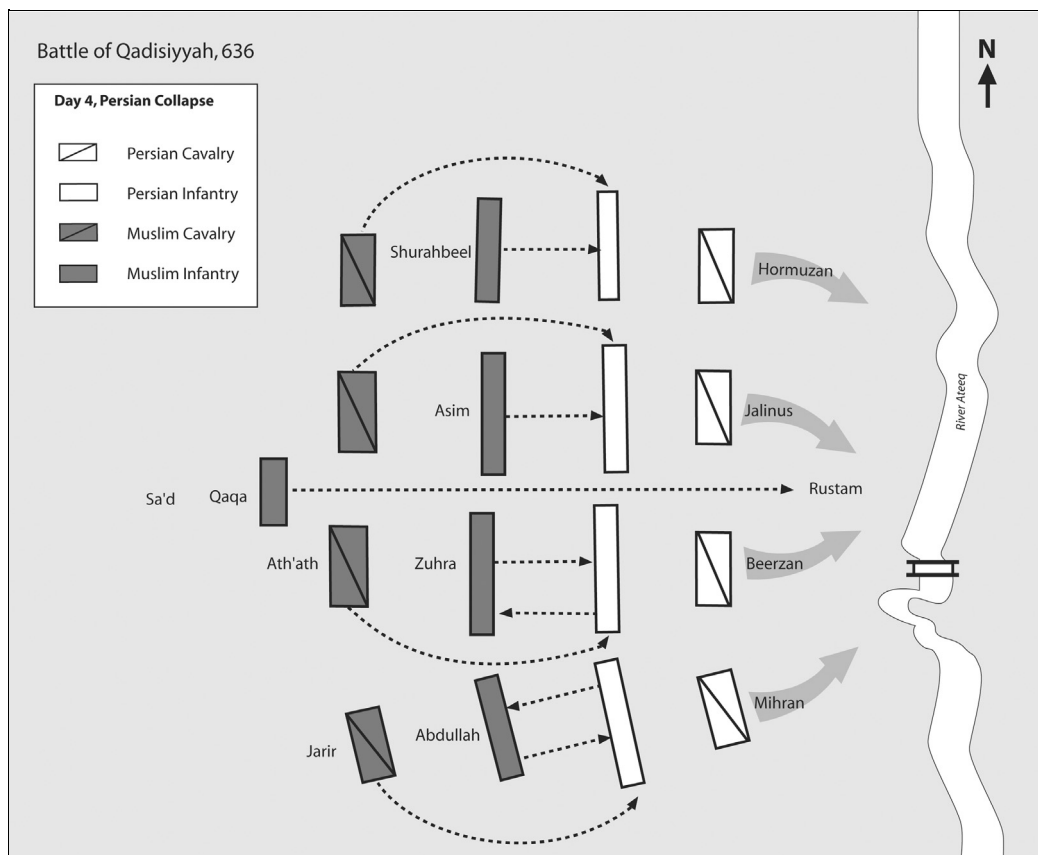 Battle of Qadisiyyah, 636
N
Day 4, Persian Collapse
Persian Cavalry
Persian Infantry
Muslim Cavalry
Muslim Infantry
Shurahbeel
Hormuzan
Asim
Jalinus
River Ateeq
Sa'd
Qaqa
Rustam
Ath'ath
Zuhra
Beerzan
Jarir
Abdullah
Mihran